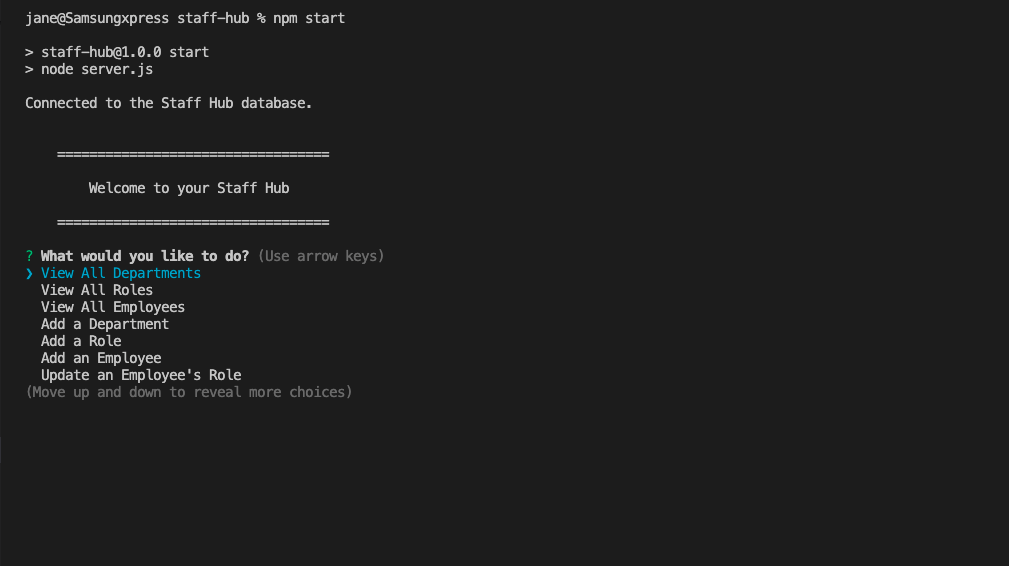 jane@Samsungxpress staff-hub % npm start
> staff-hub@1.0.0 start
> node server.js
Connected to the Staff Hub database.
==================================
Welcome to your Staff Hub
==================================
? What would you like to do? (Use arrow keys)
❯ View All Departments
View All Roles
View All Employees
Add a Department
Add a Role
Add an Employee
Update an Employee's Role
(Move up and down to reveal more choices)